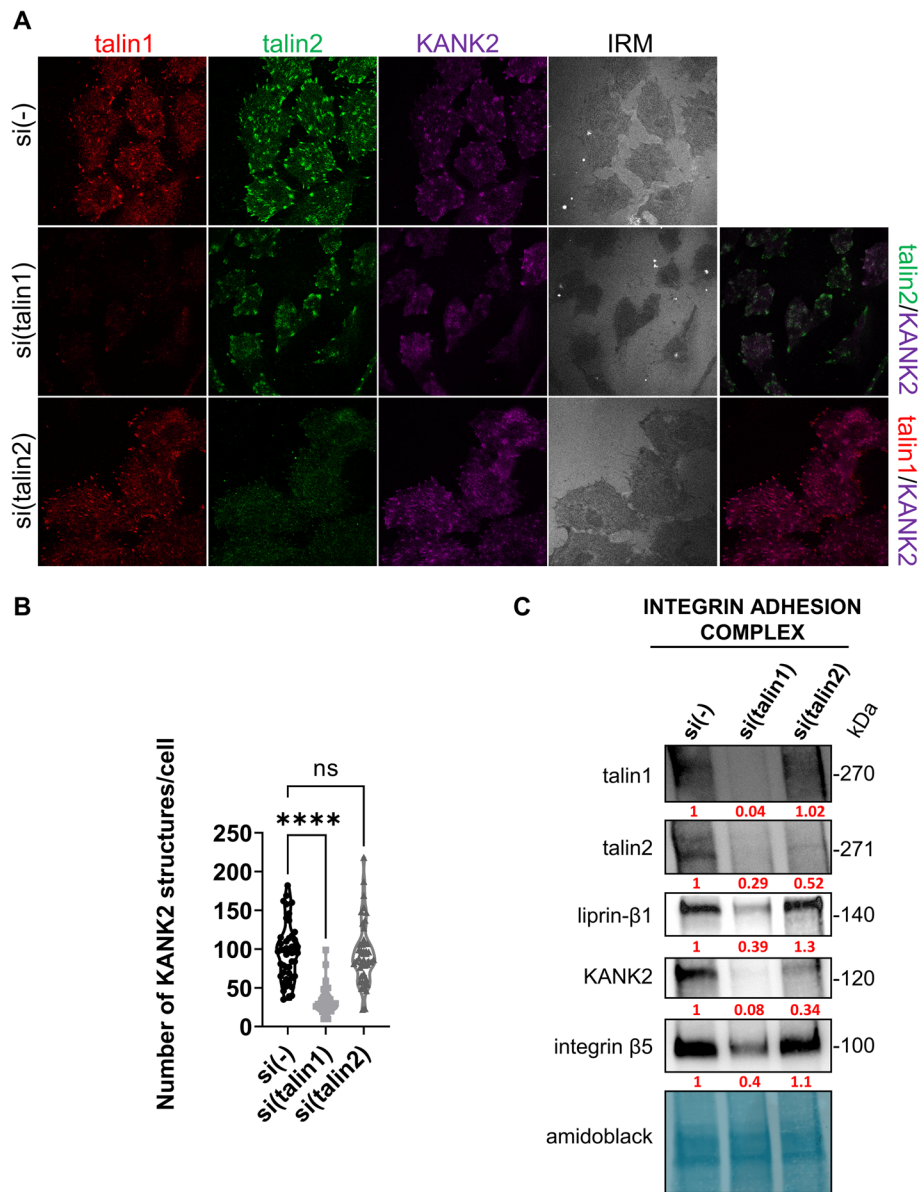 A
talin1 talin2 KANK2 IRM
si(-)
si(talin1)
talin2/KANK2
si(talin2)
talin1/KANK2
B
Number of KANK2 structures/cell
ns
****
250
200
150
100
50
0
si(-)
si(talin1)
si(talin2)
C
INTEGRIN ADHESION
COMPLEX
si(-) si(talin1) si(talin2) kDa
talin1 -270
1 0.04 1.02
talin2 -271
1 0.29 0.52
liprin-β1 -140
1 0.39 1.3
KANK2 -120
1 0.08 0.34
integrin β5 -100
1 0.4 1.1
amidoblack